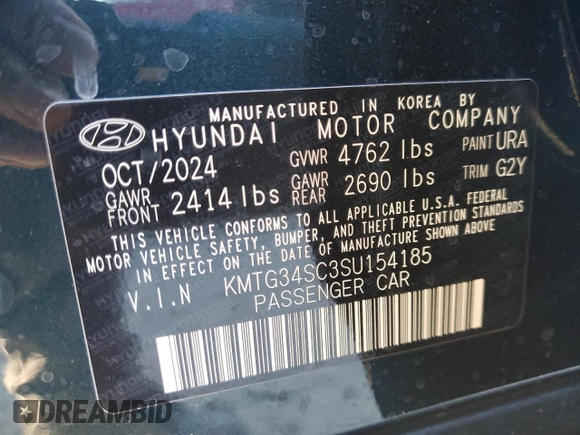 MANUFACTURED IN KOREA BY
HYUNDAI MOTOR COMPANY
OCT/2024 GVWR 4762 lbs PAINT URA
GAWR FRONT 2414 lbs GAWR REAR 2690 lbs TRIM G2Y
THIS VEHICLE CONFORMS TO ALL APPLICABLE U.S.A. FEDERAL
MOTOR VEHICLE SAFETY, BUMPER, AND THEFT PREVENTION STANDARDS
IN EFFECT ON THE DATE OF MANUFACTURE SHOWN ABOVE.
V.I.N KMTG34SC3SU154185
PASSENGER CAR
DREAMBID